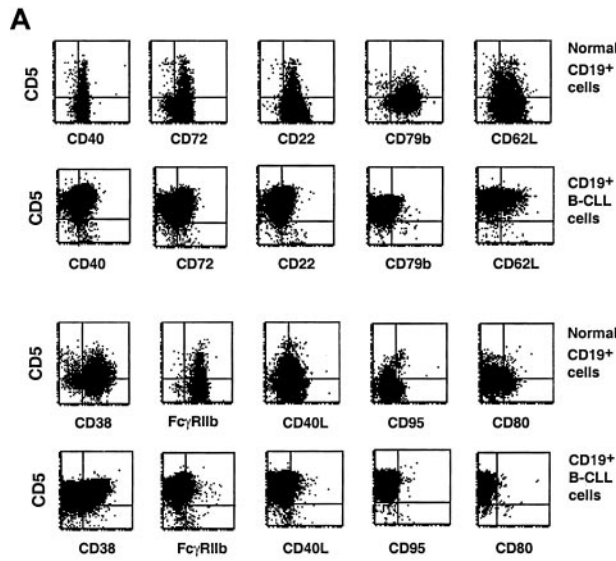 A
CD5
Normal
CD19+
cells
CD40 CD72 CD22 CD79b CD62L
CD5
CD19+
B-CLL
cells
CD40 CD72 CD22 CD79b CD62L
CD5
Normal
CD19+
cells
CD38 FcγRIIb CD40L CD95 CD80
CD5
CD19+
B-CLL
cells
CD38 FcγRIIb CD40L CD95 CD80